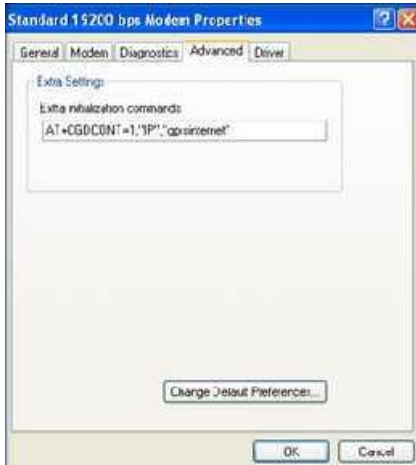 Standard 19200 bps Modem Properties
General Modem Diagnostics Advanced Driver
Extra Settings
Extra initialization commands
AT+CGDCONT=1,"IP","gprsinternet"
Change Default Preferences...
OK Cancel